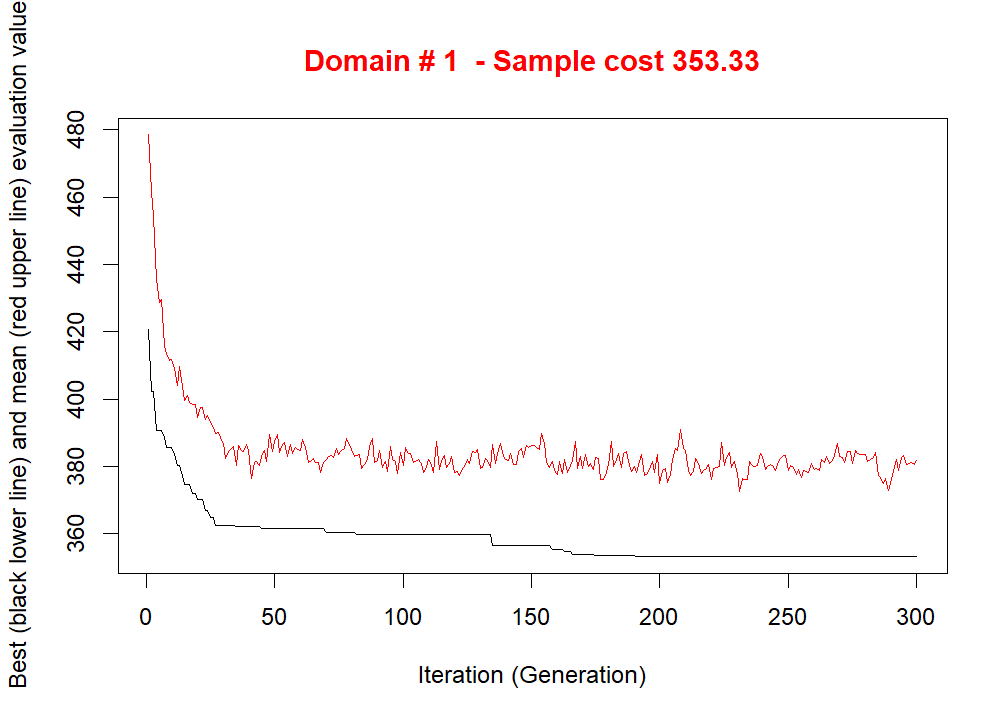 Domain # 1  - Sample cost 353.33
Best (black lower line) and mean (red upper line) evaluation value
480
460
440
420
400
380
360
0 50 100 150 200 250 300
Iteration (Generation)